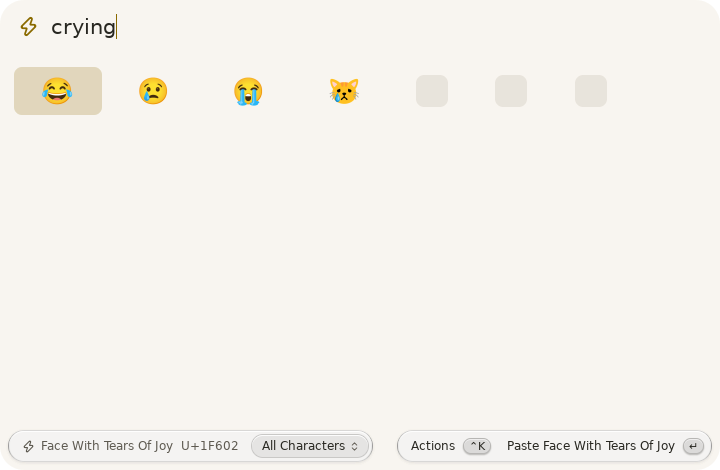 crying
😂 😢 😭 😿
Face With Tears Of Joy U+1F602 All Characters Actions ⌃K Paste Face With Tears Of Joy ↵